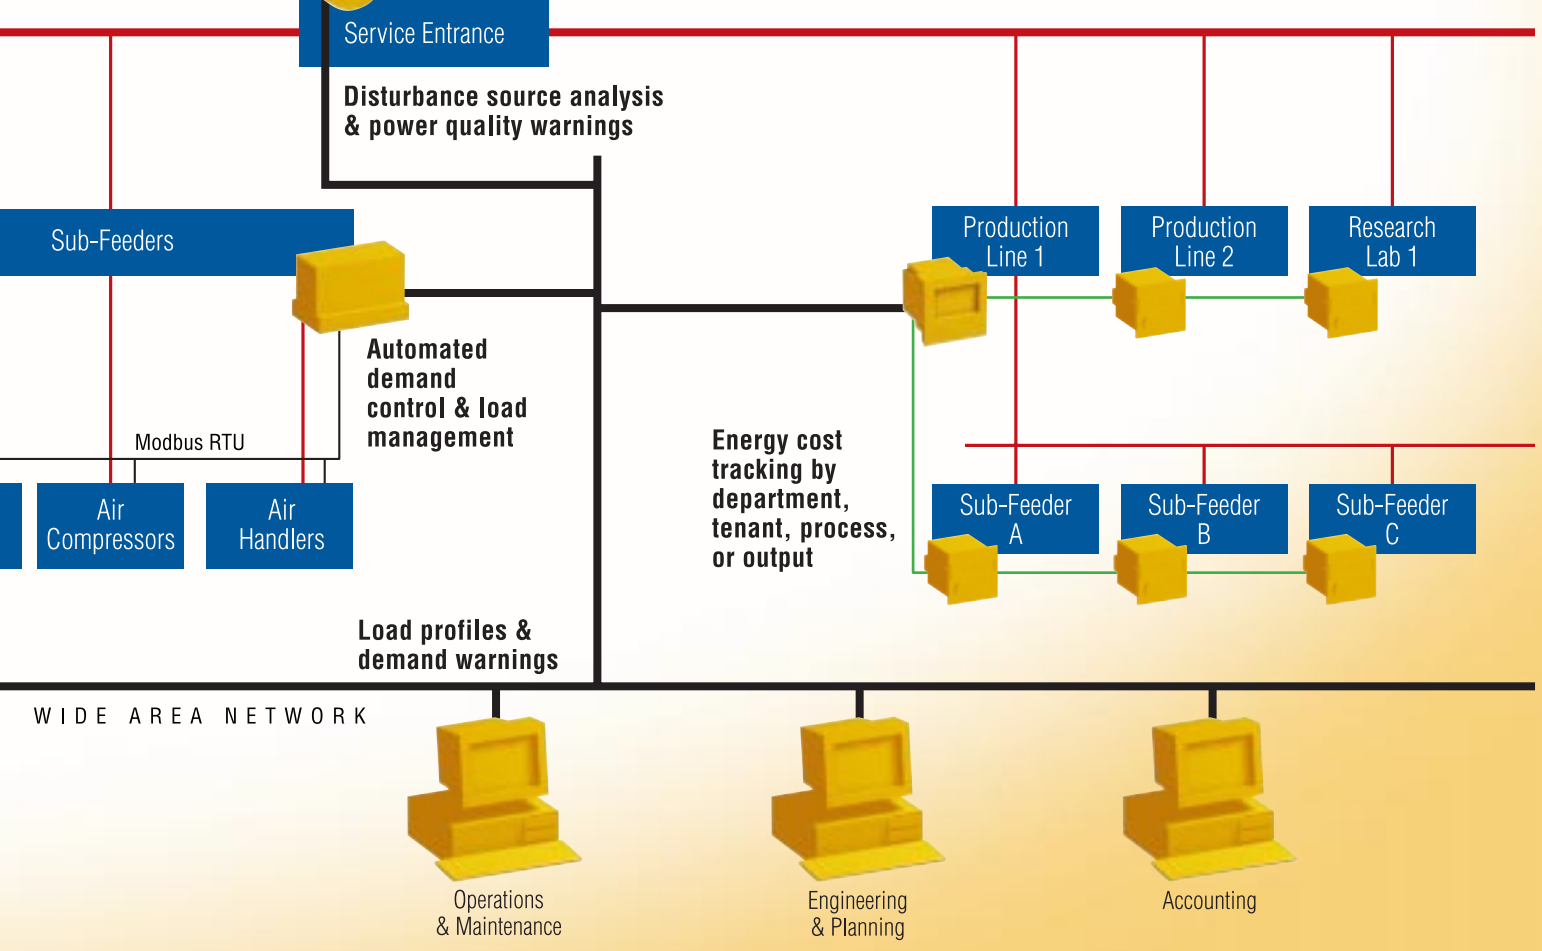 Service Entrance
Disturbance source analysis
& power quality warnings
Sub-Feeders
Production
Line 1
Production
Line 2
Research
Lab 1
Automated
demand
control & load
management
Modbus RTU
Air
Compressors
Air
Handlers
Energy cost
tracking by
department,
tenant, process,
or output
Sub-Feeder
A
Sub-Feeder
B
Sub-Feeder
C
Load profiles &
demand warnings
WIDE AREA NETWORK
Operations
& Maintenance
Engineering
& Planning
Accounting